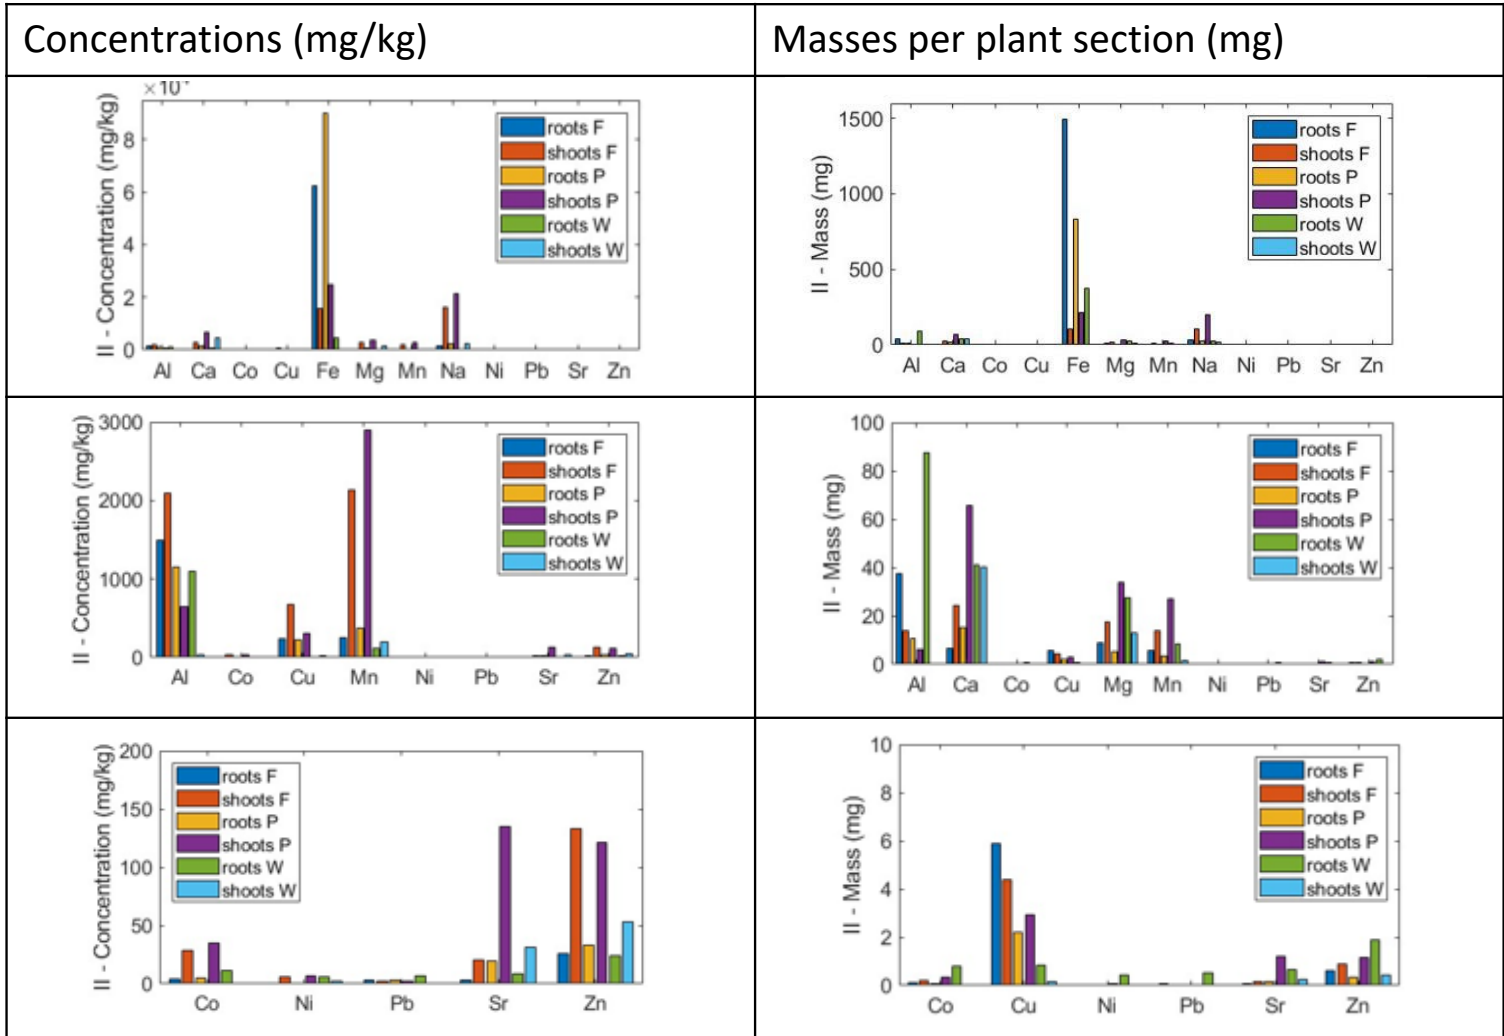 Concentrations (mg/kg)
Masses per plant section (mg)
II - Concentration (mg/kg)
8
6
4
2
0
Al Ca Co Cu Fe Mg Mn Na Ni Pb Sr Zn
roots F
shoots F
roots P
shoots P
roots W
shoots W
II - Mass (mg)
1500
1000
500
0
Al Ca Co Cu Fe Mg Mn Na Ni Pb Sr Zn
roots F
shoots F
roots P
shoots P
roots W
shoots W
II - Concentration (mg/kg)
3000
2000
1000
0
Al Co Cu Mn Ni Pb Sr Zn
roots F
shoots F
roots P
shoots P
roots W
shoots W
II - Mass (mg)
100
80
60
40
20
0
Al Ca Co Cu Mg Mn Ni Pb Sr Zn
roots F
shoots F
roots P
shoots P
roots W
shoots W
II - Concentration (mg/kg)
200
150
100
50
0
Co Ni Pb Sr Zn
roots F
shoots F
roots P
shoots P
roots W
shoots W
II - Mass (mg)
10
8
6
4
2
0
Co Cu Ni Pb Sr Zn
roots F
shoots F
roots P
shoots P
roots W
shoots W